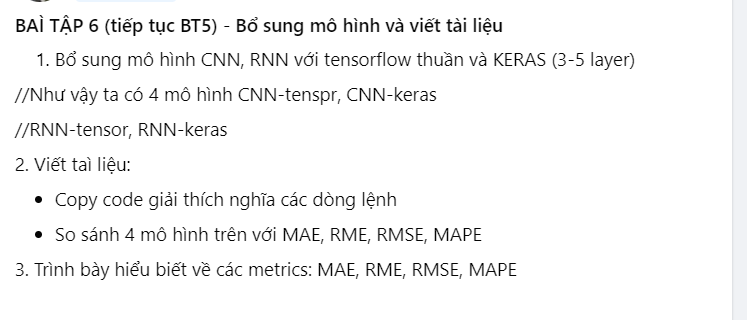 BAÌ TẬP 6 (tiếp tục BT5) - Bổ sung mô hình và viết tài liệu
1. Bổ sung mô hình CNN, RNN với tensorflow thuần và KERAS (3-5 layer)
//Như vậy ta có 4 mô hình CNN-tenspr, CNN-keras
//RNN-tensor, RNN-keras
2. Viết taì liệu:
• Copy code giải thích nghĩa các dòng lệnh
• So sánh 4 mô hình trên với MAE, RME, RMSE, MAPE
3. Trình bày hiểu biết về các metrics: MAE, RME, RMSE, MAPE